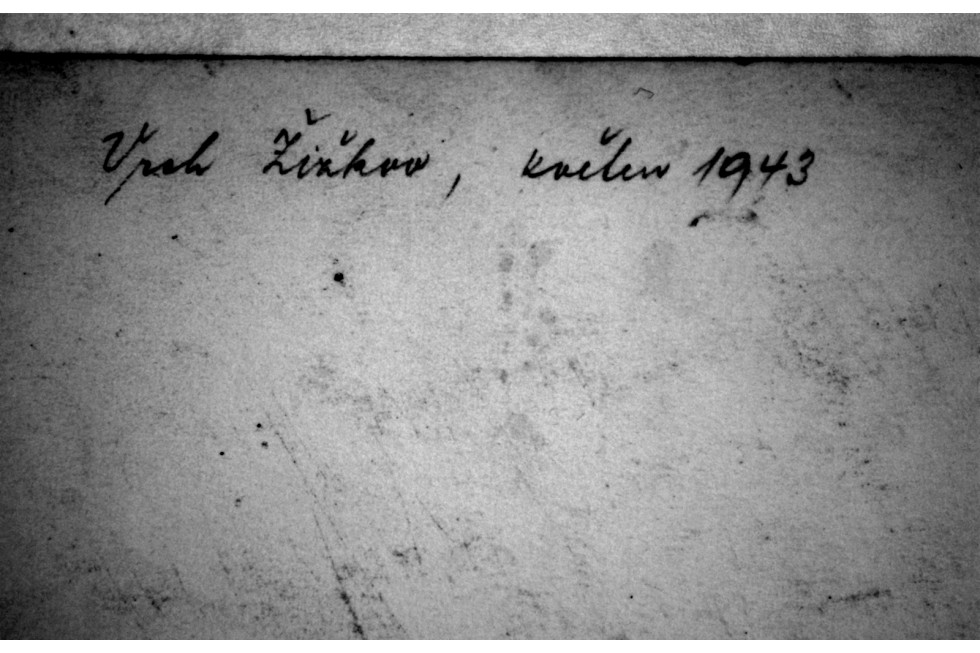 Vrch Žižkov, květen 1943